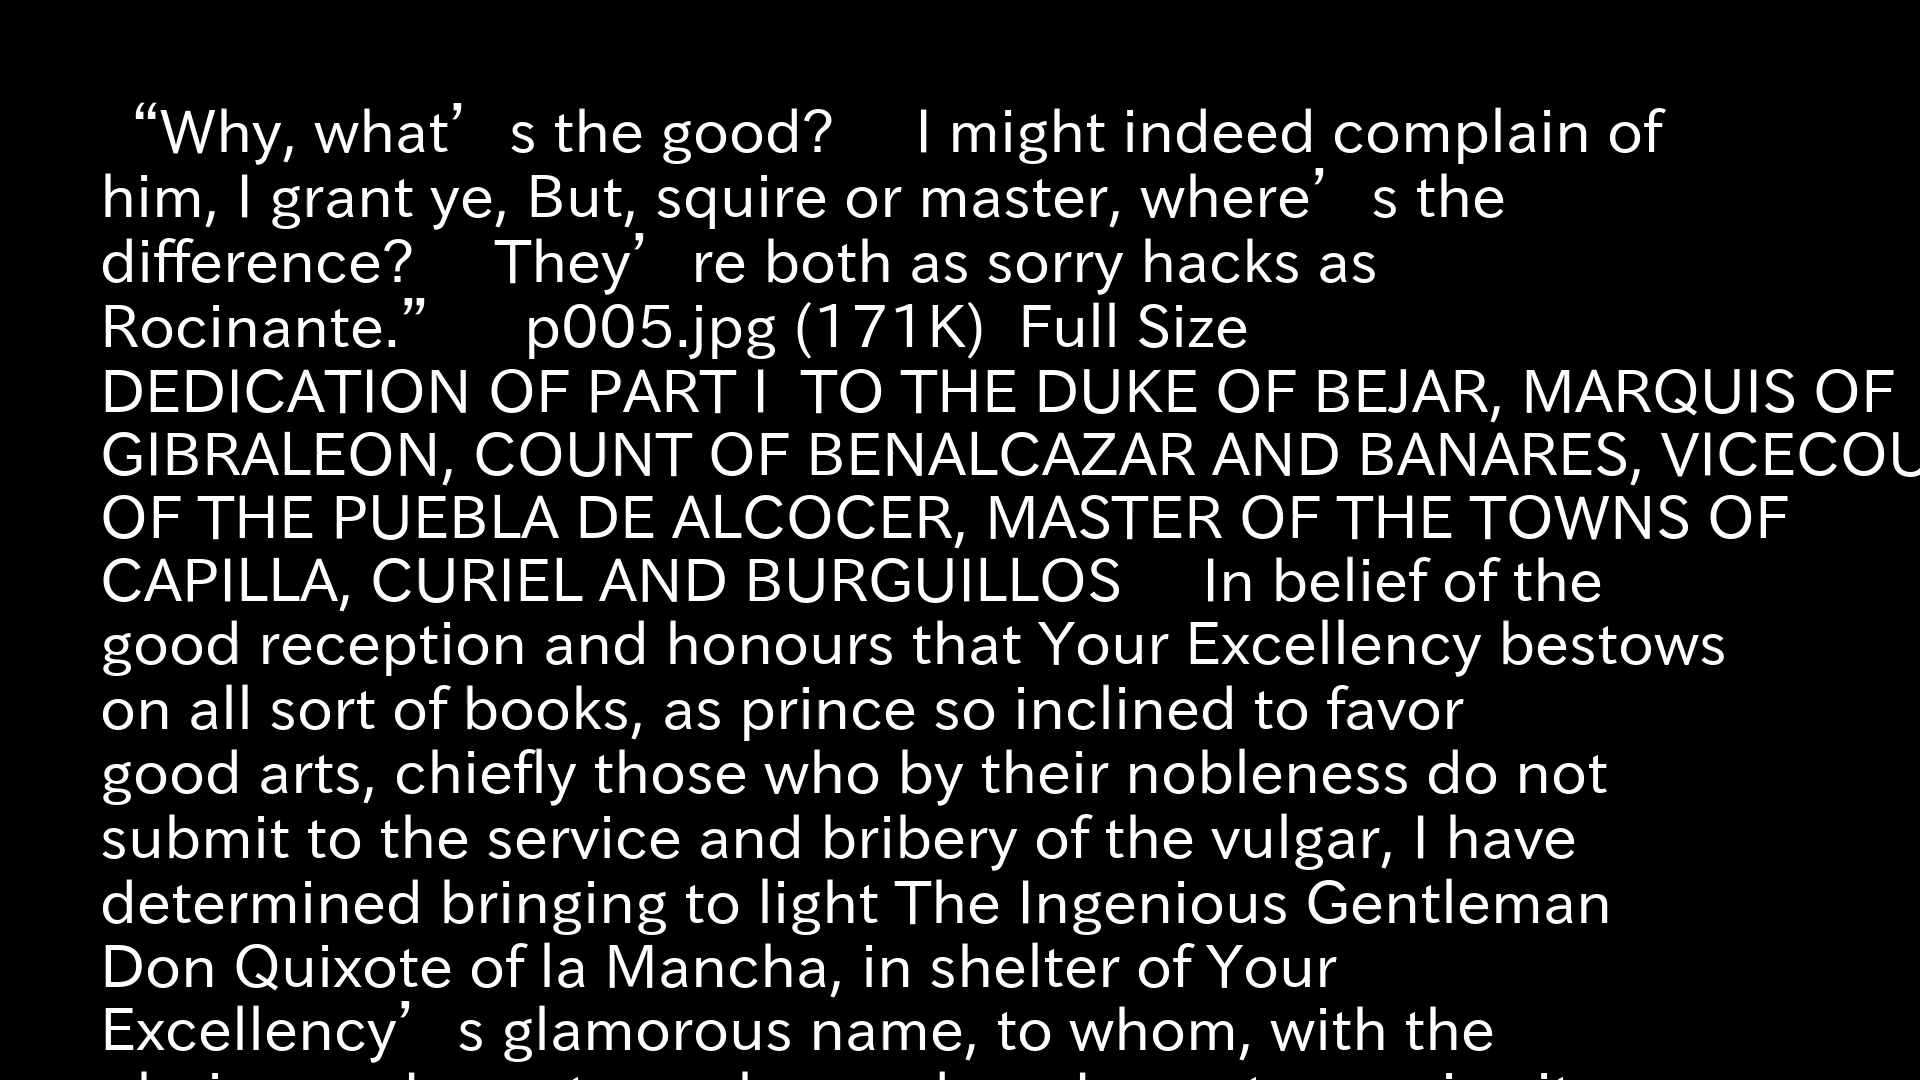 “Why, what’s the good? I might indeed complain of
him, I grant ye, But, squire or master, where’s the
difference? They’re both as sorry hacks as
Rocinante.” p005.jpg (171K) Full Size
DEDICATION OF PART I TO THE DUKE OF BEJAR, MARQUIS OF
GIBRALEON, COUNT OF BENALCAZAR AND BANARES, VICECOU
OF THE PUEBLA DE ALCOCER, MASTER OF THE TOWNS OF
CAPILLA, CURIEL AND BURGUILLOS In belief of the
good reception and honours that Your Excellency bestows
on all sort of books, as prince so inclined to favor
good arts, chiefly those who by their nobleness do not
submit to the service and bribery of the vulgar, I have
determined bringing to light The Ingenious Gentleman
Don Quixote of la Mancha, in shelter of Your
Excellency’s glamorous name, to whom, with the